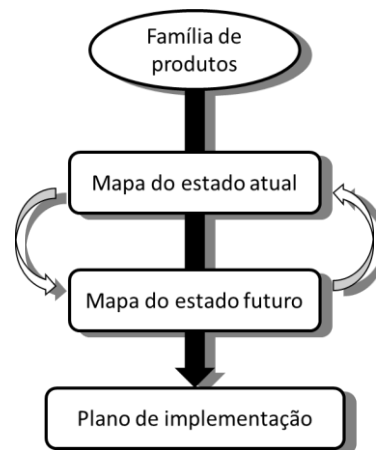 Família de
produtos
Mapa do estado atual
Mapa do estado futuro
Plano de implementação